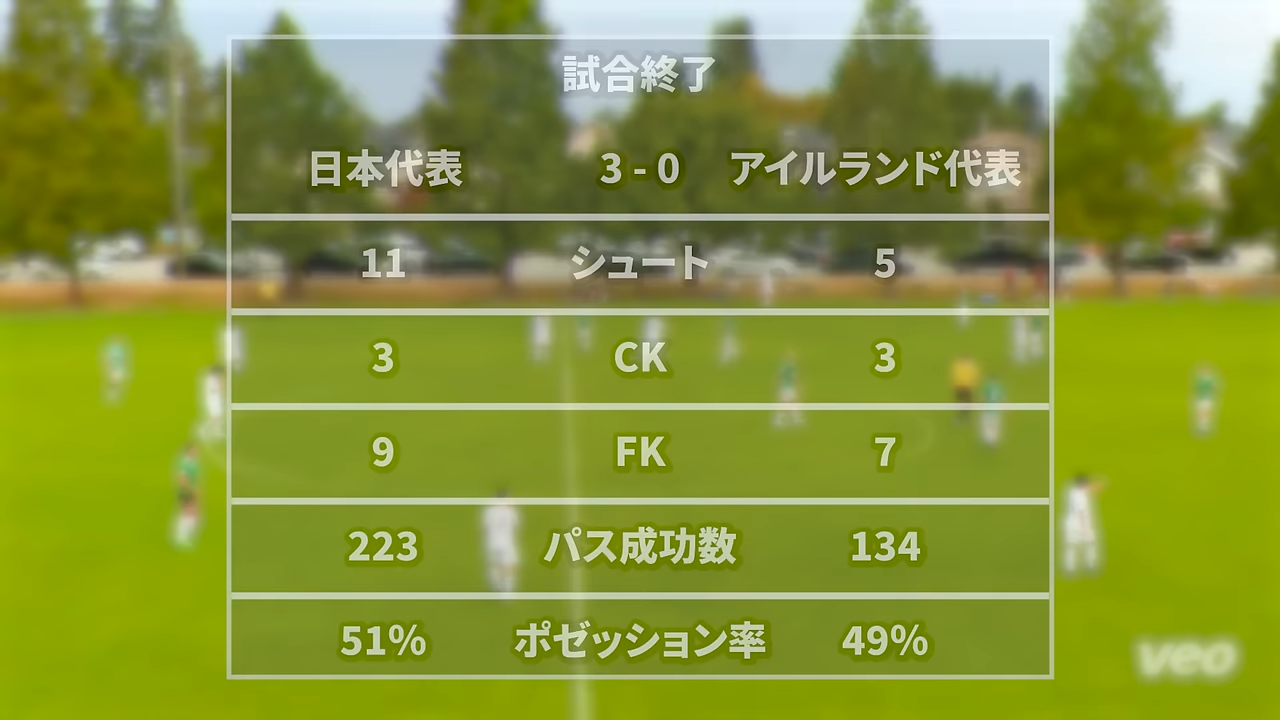 試合終了
日本代表 3 - 0 アイルランド代表
11 シュート 5
3 CK 3
9 FK 7
223 パス成功数 134
51% ポゼッション率 49%
veo